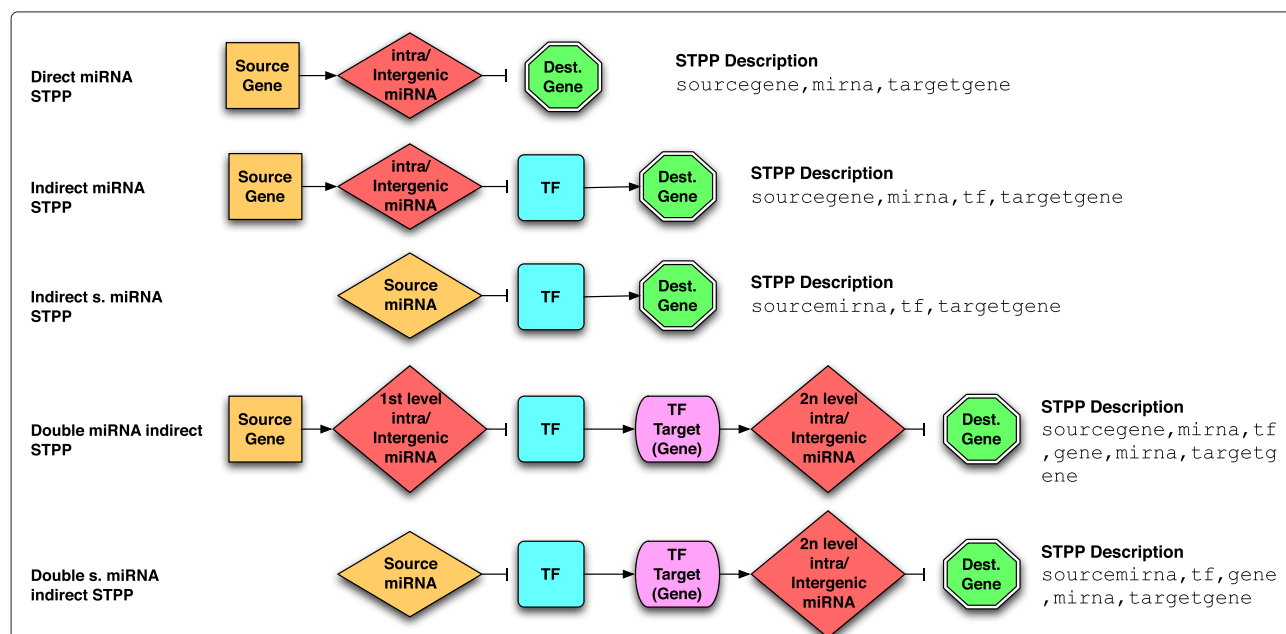 Direct miRNA
STPP
Source
Gene
intra/
Intergenic
miRNA
Dest.
Gene
STPP Description
sourcegene,mirna,targetgene
Indirect miRNA
STPP
Source
Gene
intra/
Intergenic
miRNA
TF
Dest.
Gene
STPP Description
sourcegene,mirna,tf,targetgene
Indirect s. miRNA
STPP
Source
miRNA
TF
Dest.
Gene
STPP Description
sourcemirna,tf,targetgene
Double miRNA indirect
STPP
Source
Gene
1st level
intra/
Intergenic
miRNA
TF
TF
Target
(Gene)
2n level
intra/
Intergenic
miRNA
Dest.
Gene
STPP Description
sourcegene,mirna,tf
,gene,mirna,targetg
ene
Double s. miRNA
indirect STPP
Source
miRNA
TF
TF
Target
(Gene)
2n level
intra/
Intergenic
miRNA
Dest.
Gene
STPP Description
sourcemirna,tf,gene
,mirna,targetgene